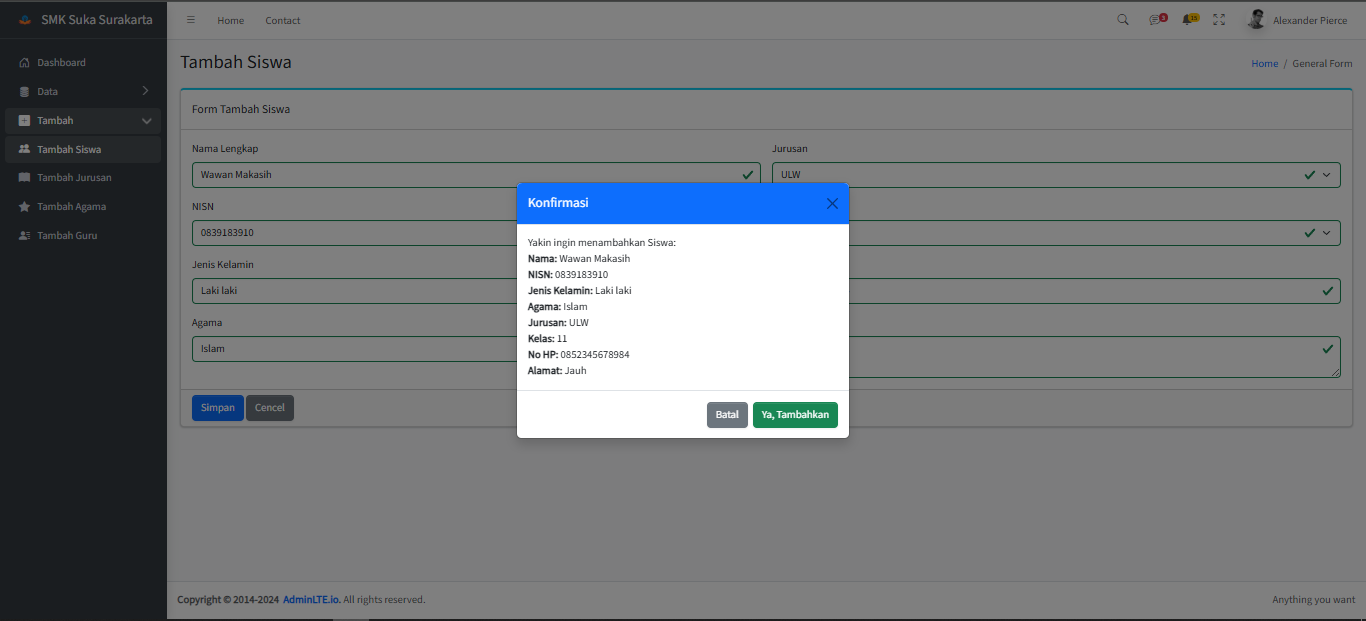 SMK Suka Surakarta
Home
Contact
3
15
Alexander Pierce
Dashboard
Data
Tambah
Tambah Siswa
Tambah Jurusan
Tambah Agama
Tambah Guru
Tambah Siswa
Home / General Form
Form Tambah Siswa
Nama Lengkap
Wawan Makasih
Jurusan
ULW
NISN
0839183910
Jenis Kelamin
Laki laki
Agama
Islam
Simpan
Cencel
Konfirmasi
Yakin ingin menambahkan Siswa:
Nama: Wawan Makasih
NISN: 0839183910
Jenis Kelamin: Laki laki
Agama: Islam
Jurusan: ULW
Kelas: 11
No HP: 0852345678984
Alamat: Jauh
Batal
Ya, Tambahkan
Copyright © 2014-2024 AdminLTE.io. All rights reserved.
Anything you want